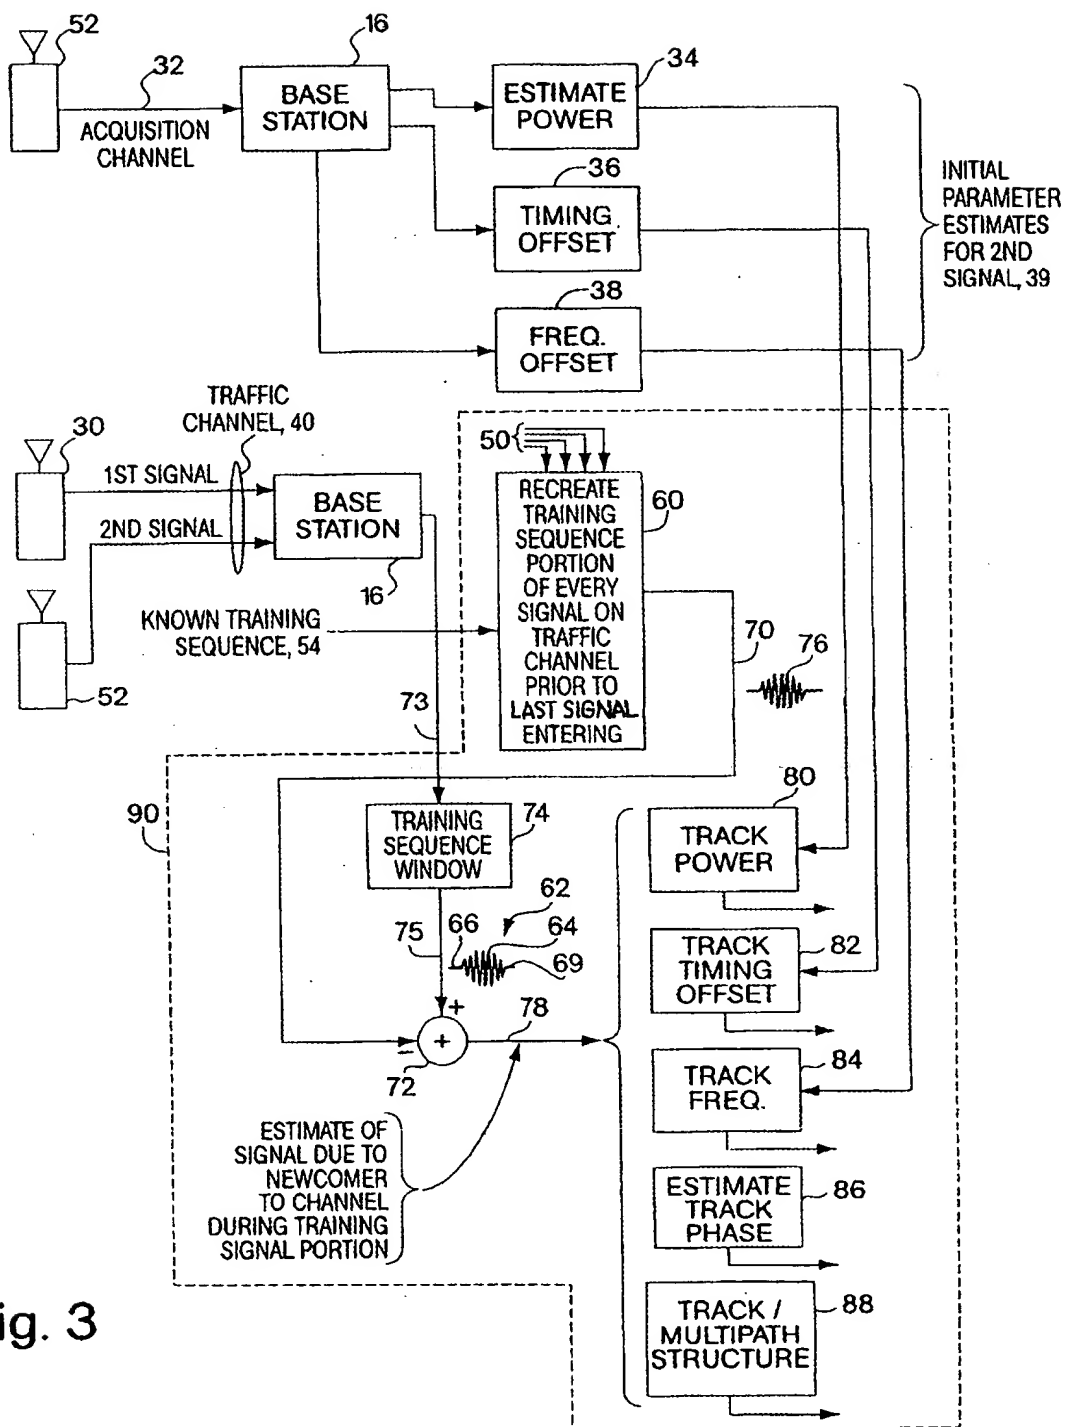 52
16
32
34
BASE
STATION
ESTIMATE
POWER
ACQUISITION
CHANNEL
36
TIMING
OFFSET
INITIAL
PARAMETER
ESTIMATES
FOR 2ND
SIGNAL, 39
38
FREQ.
OFFSET
TRAFFIC
CHANNEL, 40
30
50
1ST SIGNAL
2ND SIGNAL
BASE
STATION
16
RECREATE
TRAINING
SEQUENCE
PORTION
OF EVERY
SIGNAL ON
TRAFFIC
CHANNEL
PRIOR TO
LAST SIGNAL
ENTERING
60
KNOWN TRAINING
SEQUENCE, 54
52
70
76
73
90
TRAINING
SEQUENCE
WINDOW
74
80
TRACK
POWER
62
75
66
64
69
TRACK
TIMING
OFFSET
82
+
78
−
+
72
TRACK
FREQ.
84
ESTIMATE OF
SIGNAL DUE TO
NEWCOMER
TO CHANNEL
DURING TRAINING
SIGNAL PORTION
ESTIMATE
TRACK
PHASE
86
TRACK /
MULTIPATH
STRUCTURE
88
ig. 3